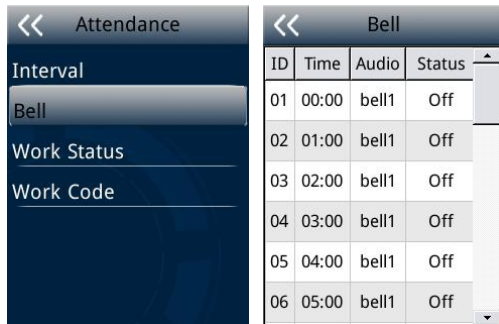 Attendance
Interval
Bell
Work Status
Work Code
Bell
ID Time Audio Status
01 00:00 bell1 Off
02 01:00 bell1 Off
03 02:00 bell1 Off
04 03:00 bell1 Off
05 04:00 bell1 Off
06 05:00 bell1 Off